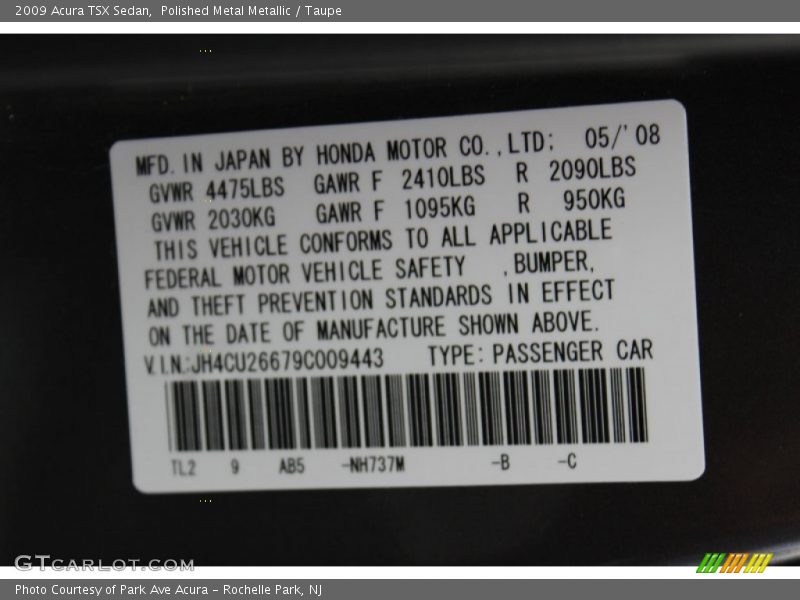 2009 Acura TSX Sedan,  Polished Metal Metallic / Taupe
MFD. IN JAPAN BY HONDA MOTOR CO., LTD; 05/'08
GVWR 4475LBS GAWR F 2410LBS R 2090LBS
GVWR 2030KG GAWR F 1095KG R 950KG
THIS VEHICLE CONFORMS TO ALL APPLICABLE
FEDERAL MOTOR VEHICLE SAFETY ,BUMPER,
AND THEFT PREVENTION STANDARDS IN EFFECT
ON THE DATE OF MANUFACTURE SHOWN ABOVE.
V.I.N.:JH4CU26679C009443 TYPE: PASSENGER CAR
TL2 9 AB5 -NH737M -B -C
GTCARLOT.COM
Photo Courtesy of Park Ave Acura - Rochelle Park, NJ